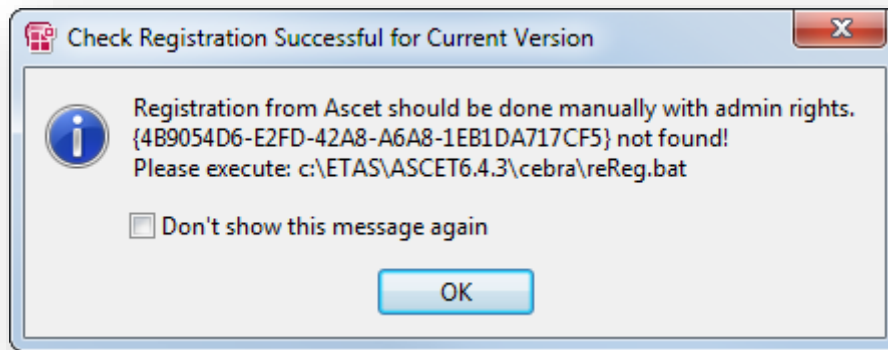 Check Registration Successful for Current Version
Registration from Ascet should be done manually with admin rights.
{4B9054D6-E2FD-42A8-A6A8-1EB1DA717CF5} not found!
Please execute: c:\ETAS\ASCET6.4.3\cebra\reReg.bat
Don't show this message again
OK